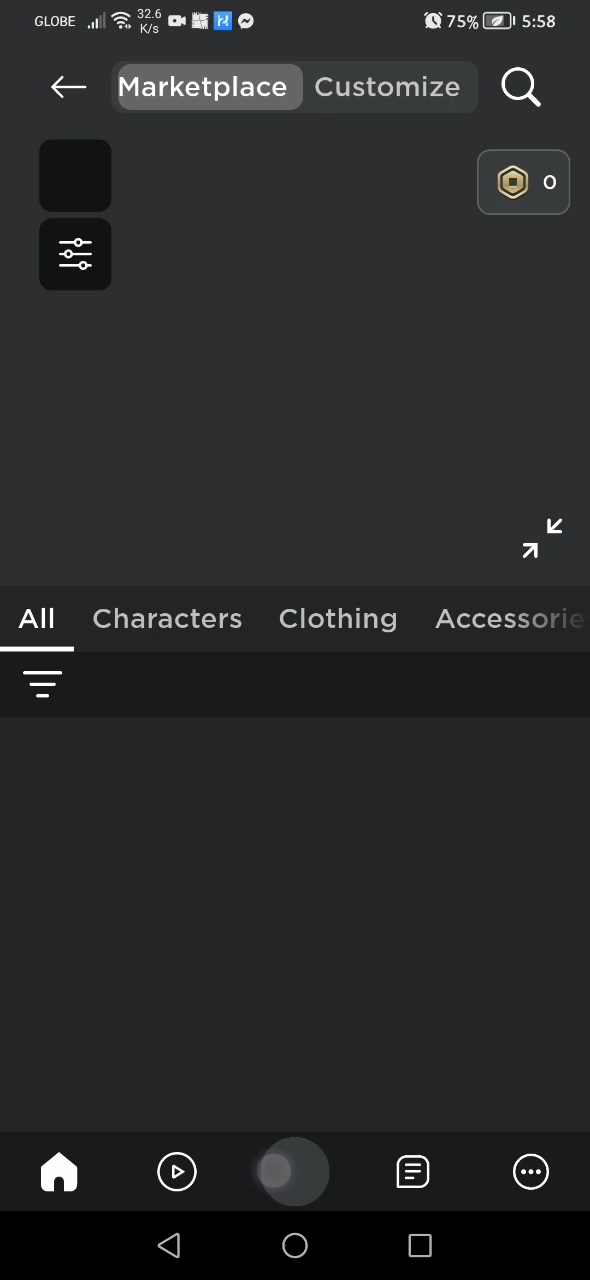 GLOBE 32.6 K/s 75% 5:58
Marketplace Customize
0
All Characters Clothing Accessorie